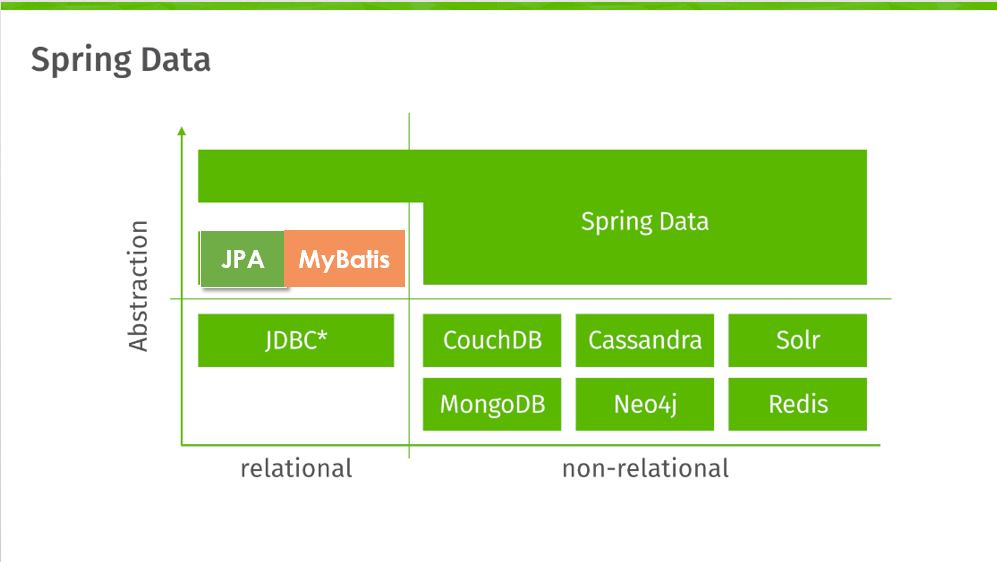 Spring Data
Spring Data
Abstraction
JPA
MyBatis
JDBC*
CouchDB
Cassandra
Solr
MongoDB
Neo4j
Redis
relational
non-relational